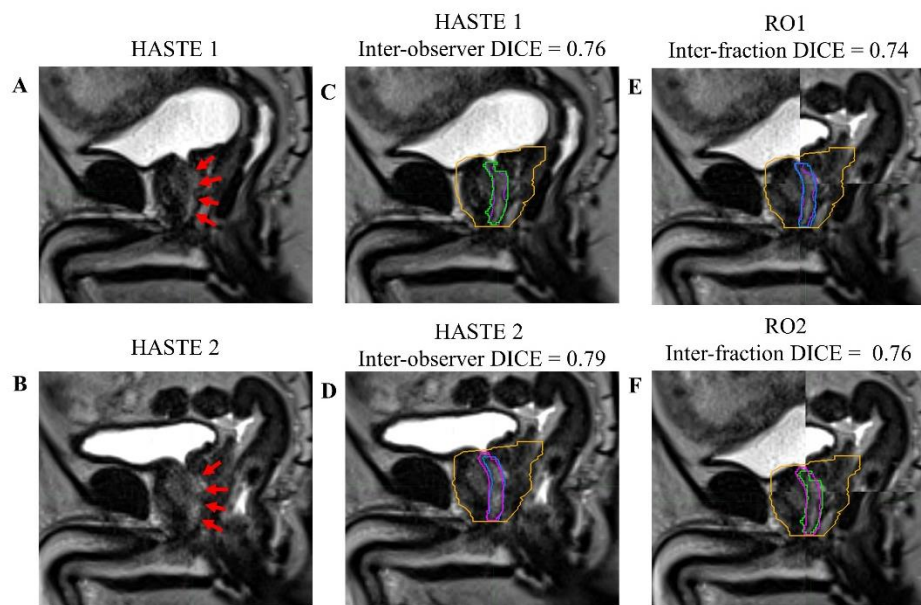 HASTE 1
A
HASTE 1
Inter-observer DICE = 0.76
C
RO1
Inter-fraction DICE = 0.74
E
HASTE 2
B
HASTE 2
Inter-observer DICE = 0.79
D
RO2
Inter-fraction DICE = 0.76
F